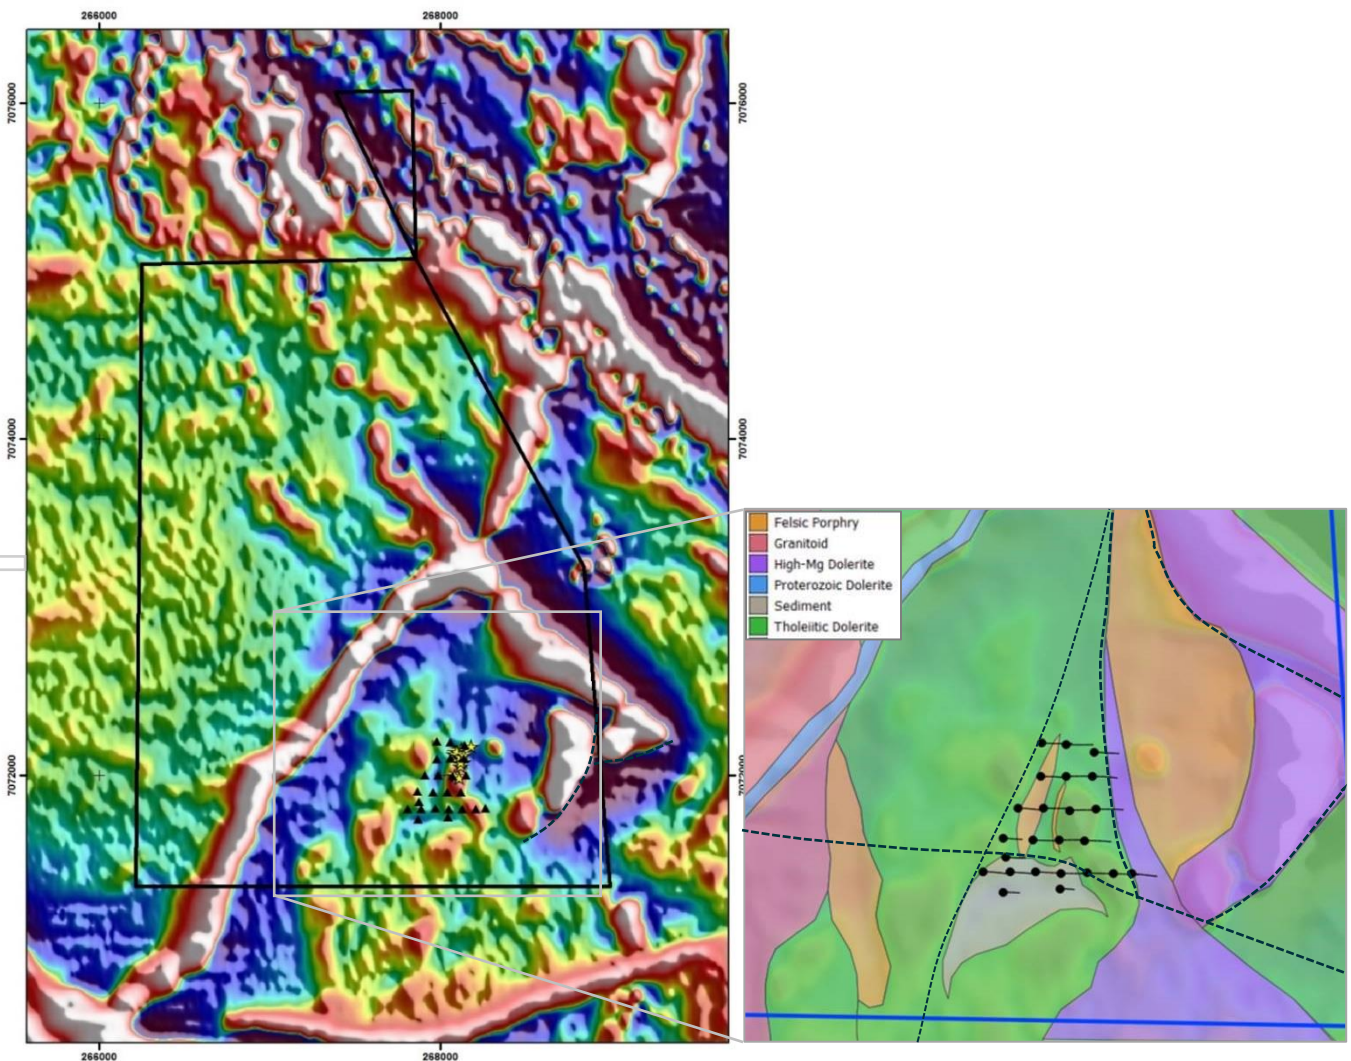 266000
268000
7076000
7076000
7074000
7074000
7072000
266000
268000
Felsic Porphry
Granitoid
High-Mg Dolerite
Proterozoic Dolerite
Sediment
Tholeiitic Dolerite